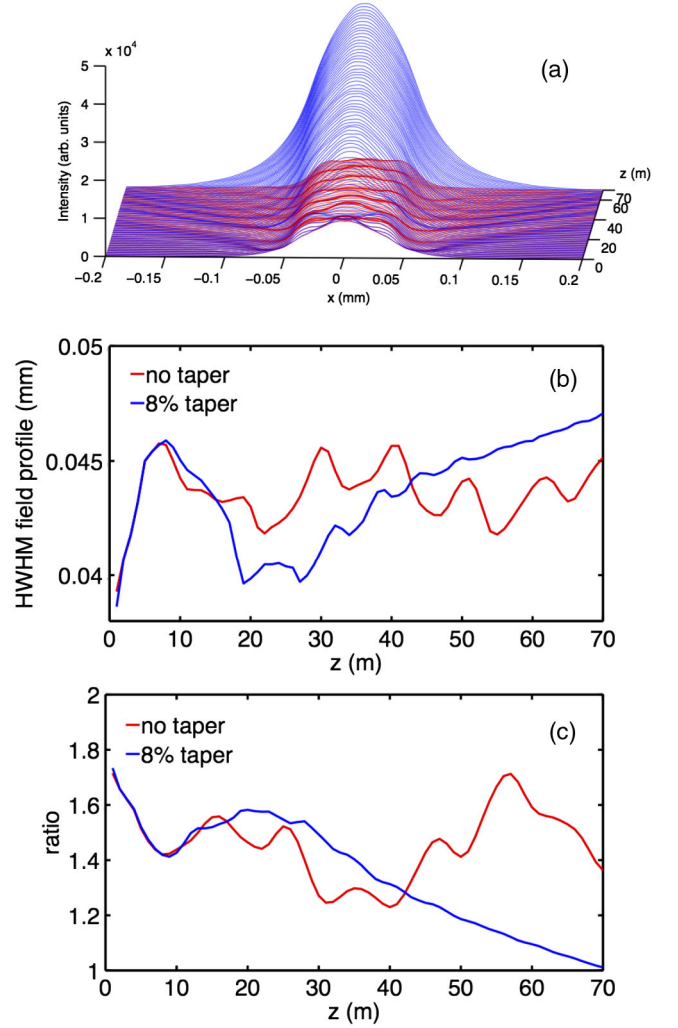 x 10⁴
(a)
5
4
3
2
1
0
Intensity (arb. units)
z (m)
70
60
40
20
0
−0.2 −0.15 −0.1 −0.05 0 0.05 0.1 0.15 0.2
x (mm)
0.05
0.045
0.04
HWHM field profile (mm)
no taper
8% taper
(b)
0 10 20 30 40 50 60 70
z (m)
2
1.8
1.6
1.4
1.2
1
ratio
no taper
8% taper
(c)
0 10 20 30 40 50 60 70
z (m)